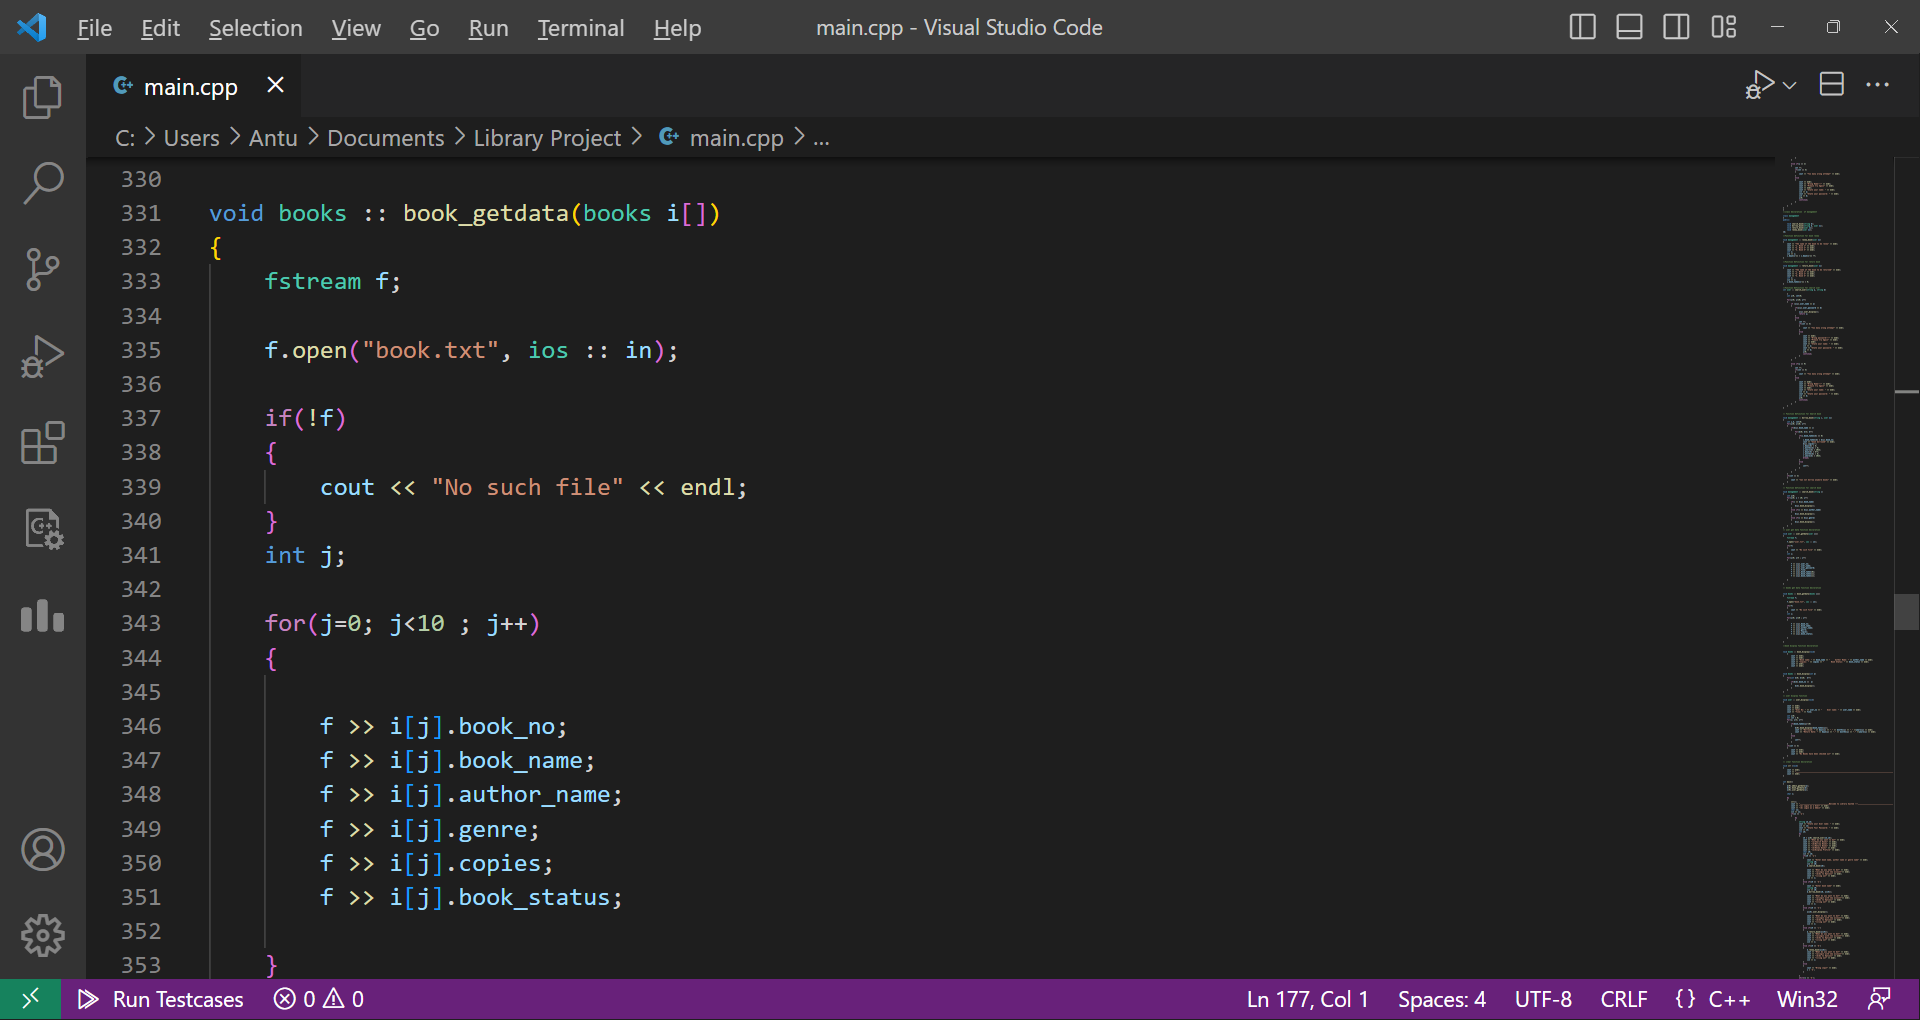 File Edit Selection View Go Run Terminal Help main.cpp - Visual Studio Code
main.cpp
C: > Users > Antu > Documents > Library Project > main.cpp > ...
330
331 void books :: book_getdata(books i[])
332 {
333 fstream f;
334
335 f.open("book.txt", ios :: in);
336
337 if(!f)
338 {
339 cout << "No such file" << endl;
340 }
341 int j;
342
343 for(j=0; j<10 ; j++)
344 {
345
346 f >> i[j].book_no;
347 f >> i[j].book_name;
348 f >> i[j].author_name;
349 f >> i[j].genre;
350 f >> i[j].copies;
351 f >> i[j].book_status;
352
353 }
Run Testcases 0 0 Ln 177, Col 1 Spaces: 4 UTF-8 CRLF {} C++ Win32